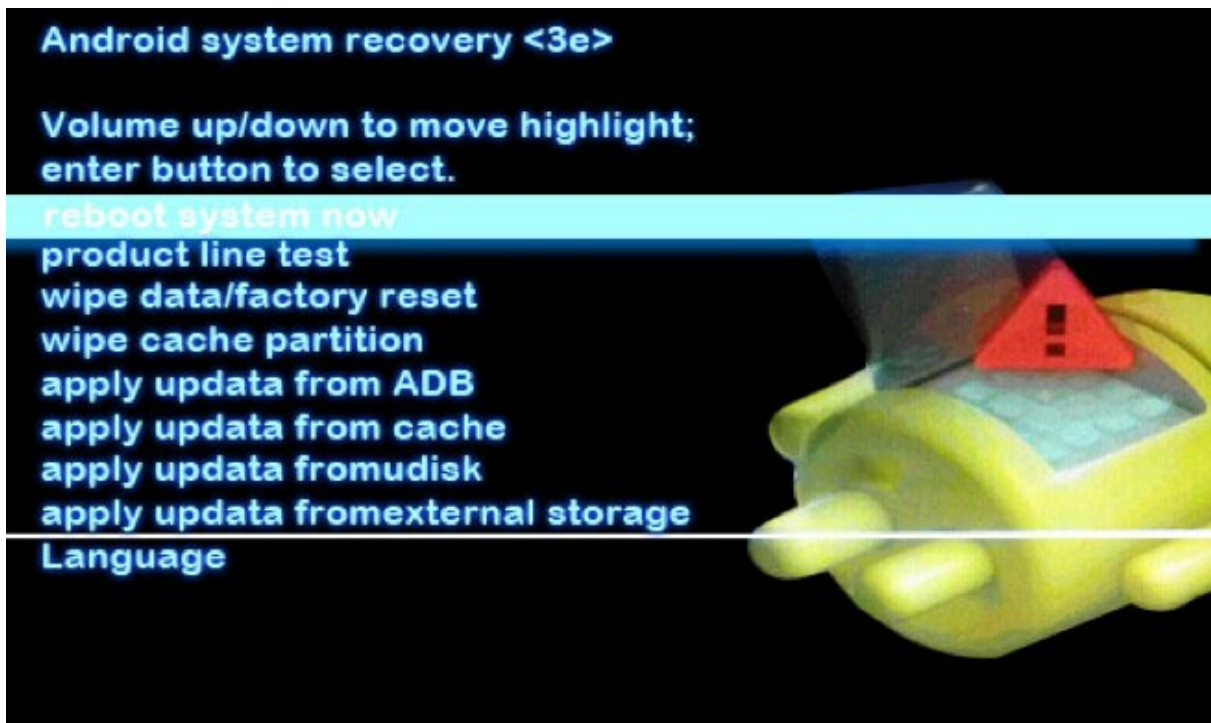 Android system recovery <3e>
Volume up/down to move highlight;
enter button to select.
reboot system now
product line test
wipe data/factory reset
wipe cache partition
apply updata from ADB
apply updata from cache
apply updata fromudisk
apply updata fromexternal storage
Language